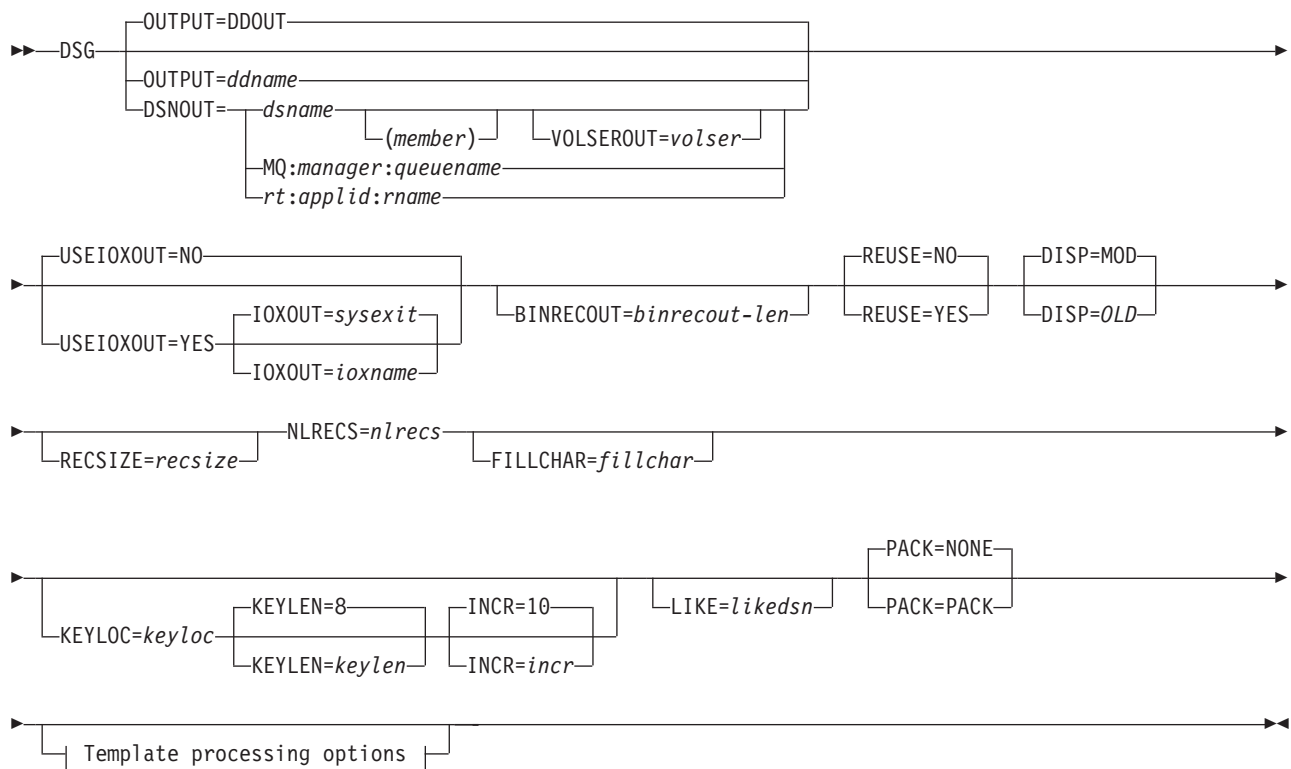 OUTPUT=DDOUT
DSG
OUTPUT=ddname
DSNOUT= dsname
(member) VOLSEROUT=volser
MQ:manager:queuename
rt:applid:rname
USEIOXOUT=NO REUSE=NO DISP=MOD
IOXOUT=sysexit BINRECOUT=binrecout-len REUSE=YES DISP=OLD
USEIOXOUT=YES
IOXOUT=ioxname
NLRECS=nlrecs
RECSIZE=recsize FILLCHAR=fillchar
PACK=NONE
KEYLEN=8 INCR=10 LIKE=likedsn PACK=PACK
KEYLOC=keyloc
KEYLEN=keylen INCR=incr
Template processing options